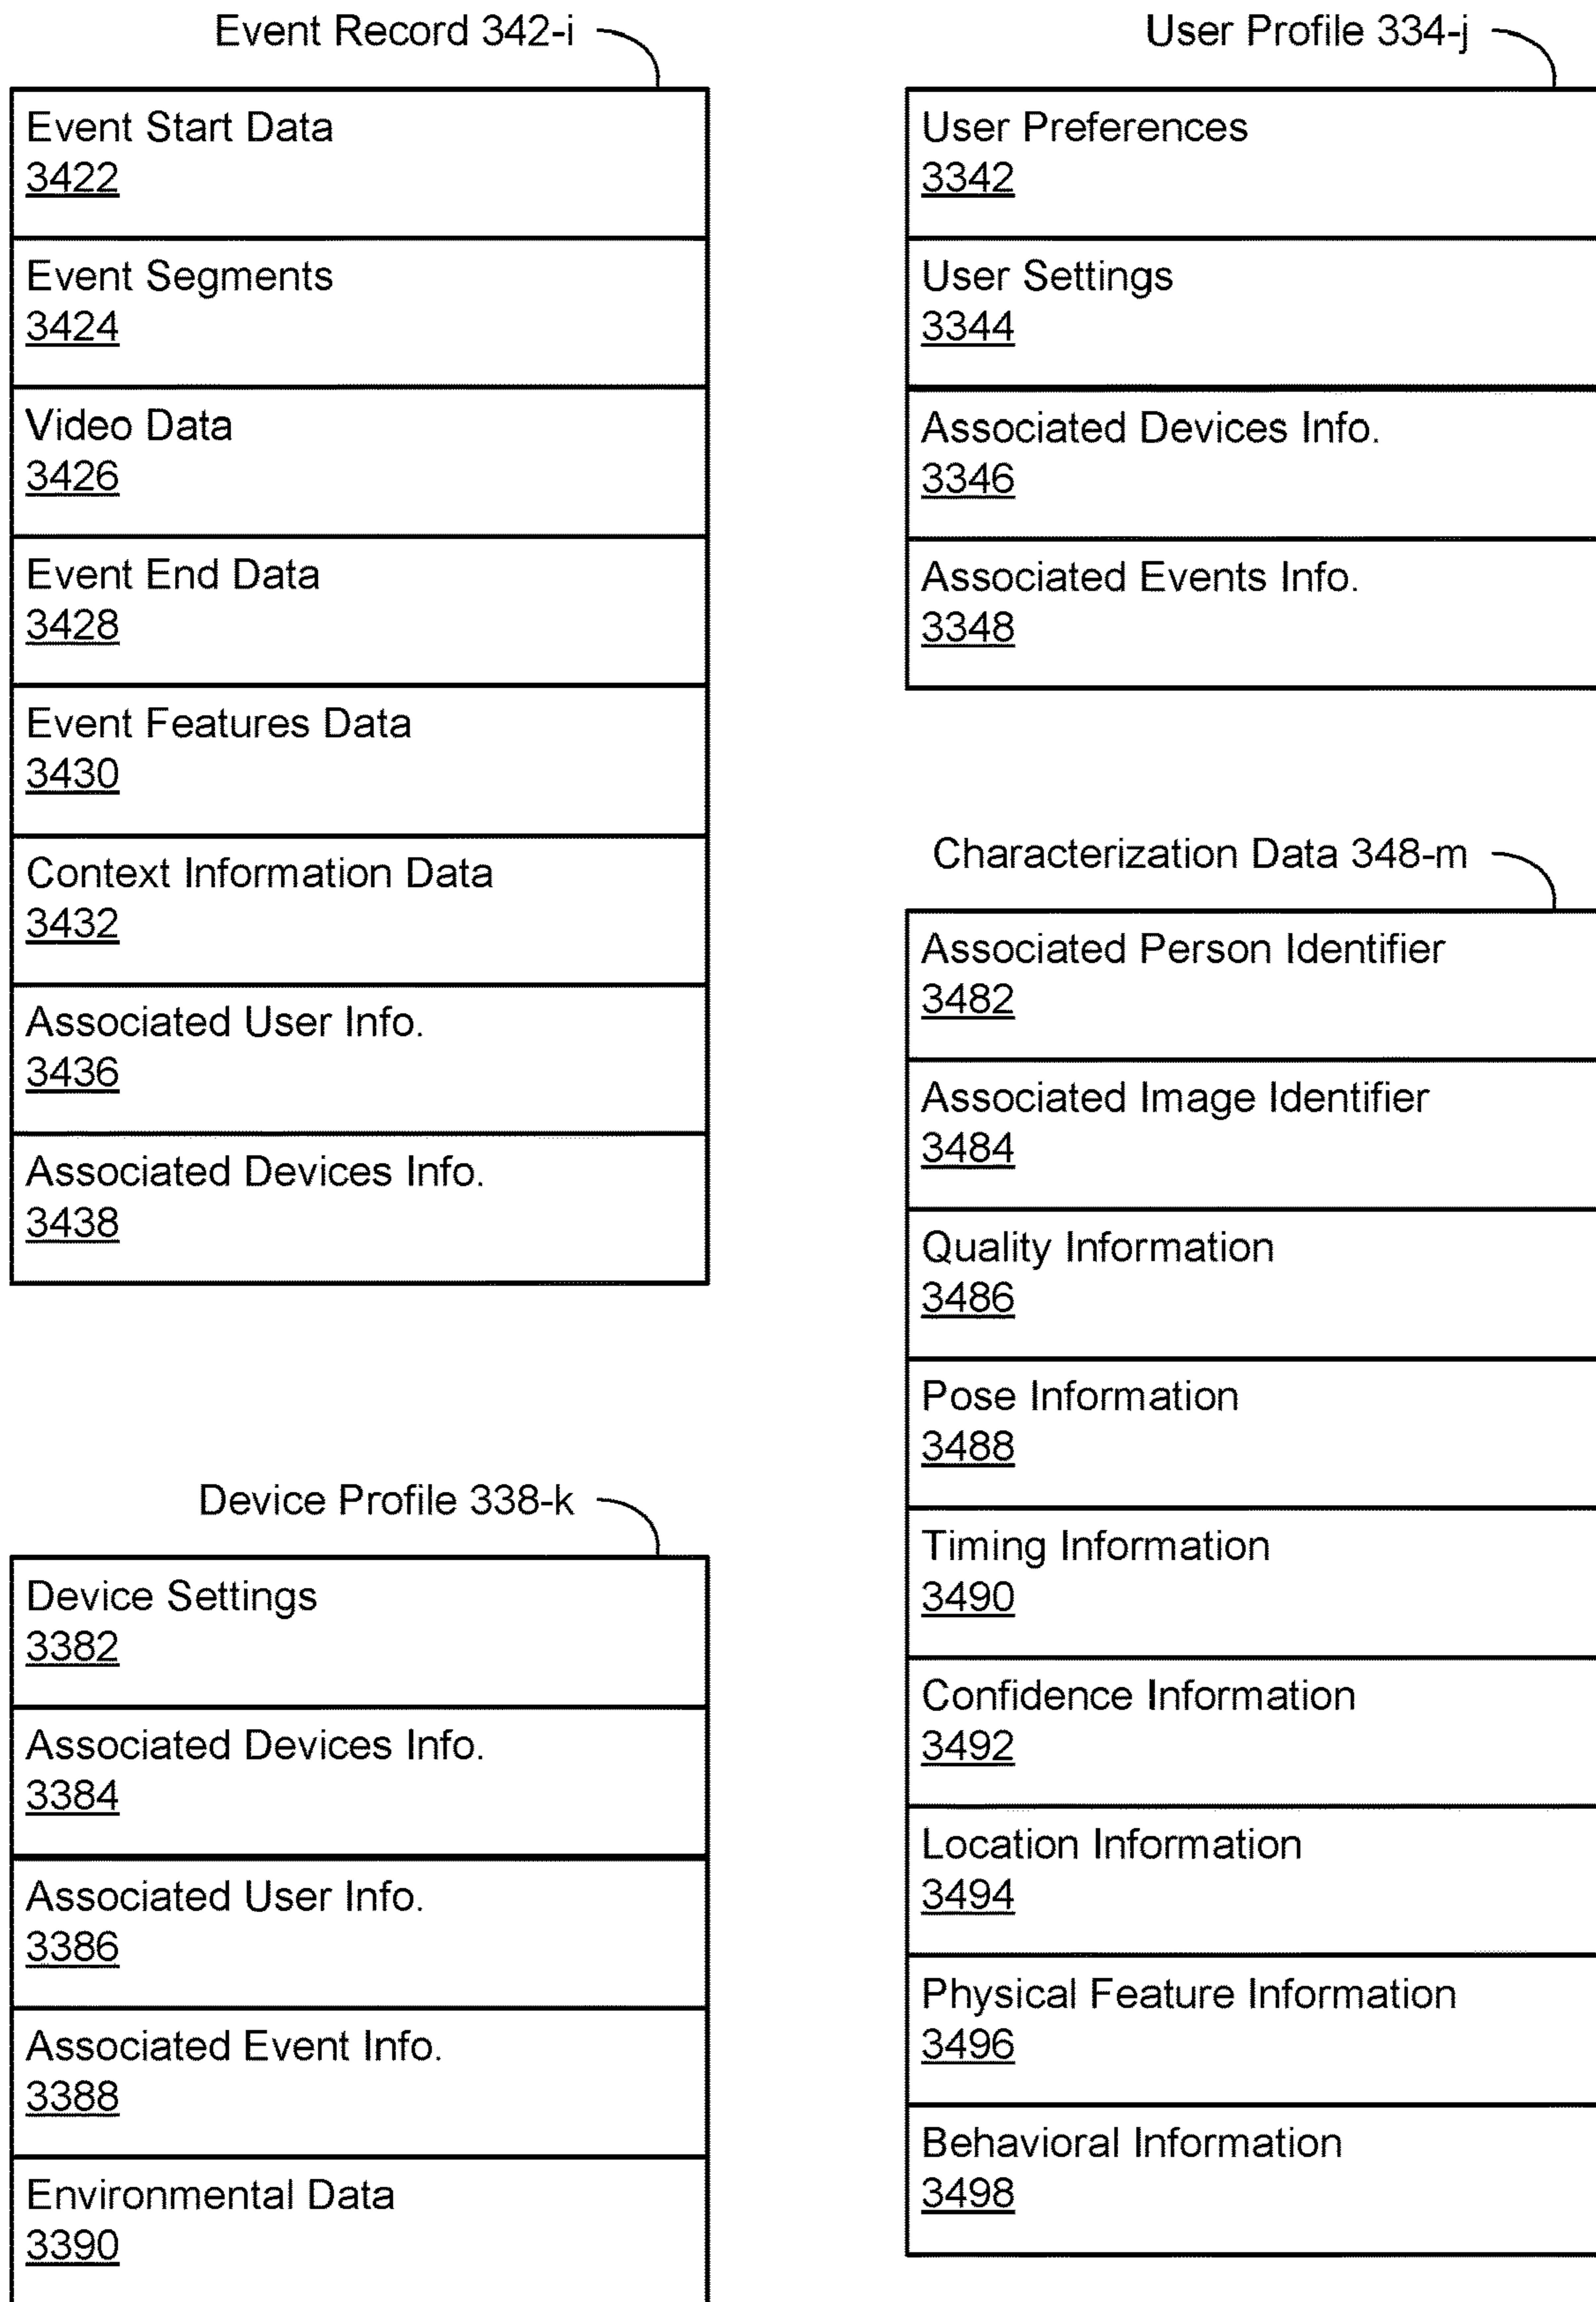 Event Record 342-i
Event Start Data
3422
Event Segments
3424
Video Data
3426
Event End Data
3428
Event Features Data
3430
Context Information Data
3432
Associated User Info.
3436
Associated Devices Info.
3438
Device Profile 338-k
Device Settings
3382
Associated Devices Info.
3384
Associated User Info.
3386
Associated Event Info.
3388
Environmental Data
3390
User Profile 334-j
User Preferences
3342
User Settings
3344
Associated Devices Info.
3346
Associated Events Info.
3348
Characterization Data 348-m
Associated Person Identifier
3482
Associated Image Identifier
3484
Quality Information
3486
Pose Information
3488
Timing Information
3490
Confidence Information
3492
Location Information
3494
Physical Feature Information
3496
Behavioral Information
3498